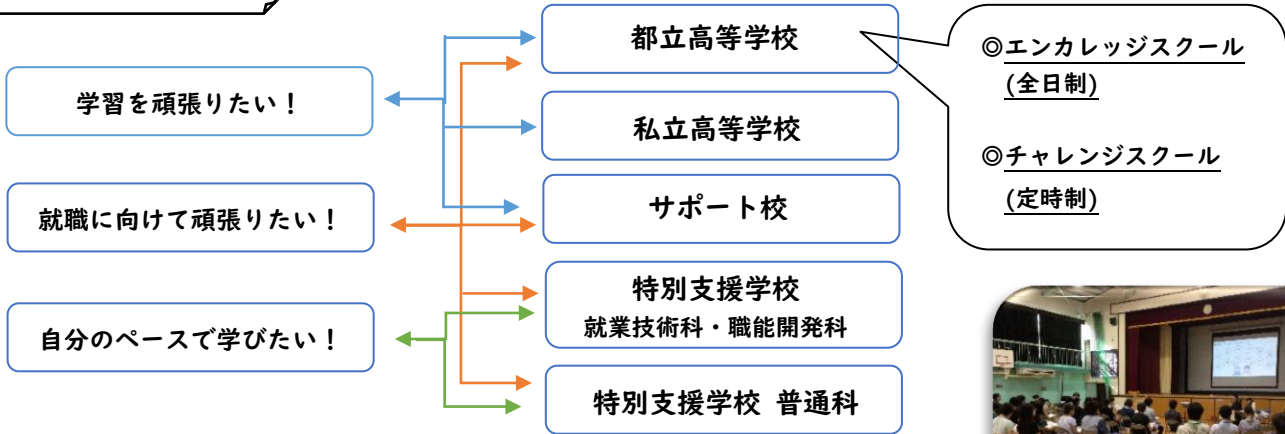 学習を頑張りたい！
就職に向けて頑張りたい！
自分のペースで学びたい！
都立高等学校
私立高等学校
サポート校
特別支援学校
就業技術科・職能開発科
特別支援学校 普通科
◎エンカレッジスクール
(全日制)
◎チャレンジスクール
(定時制)